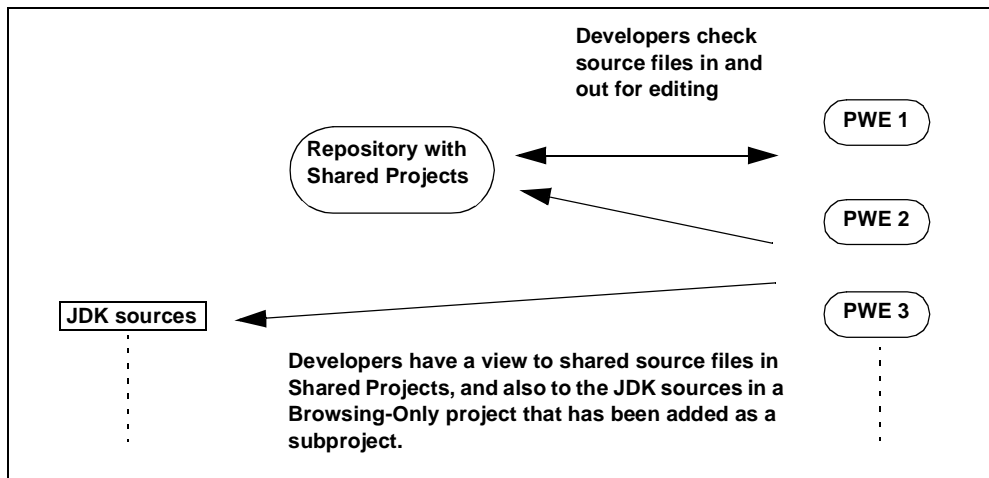 Developers check
source files in and
out for editing
PWE 1
Repository with
Shared Projects
PWE 2
JDK sources
PWE 3
Developers have a view to shared source files in
Shared Projects, and also to the JDK sources in a
Browsing-Only project that has been added as a
subproject.